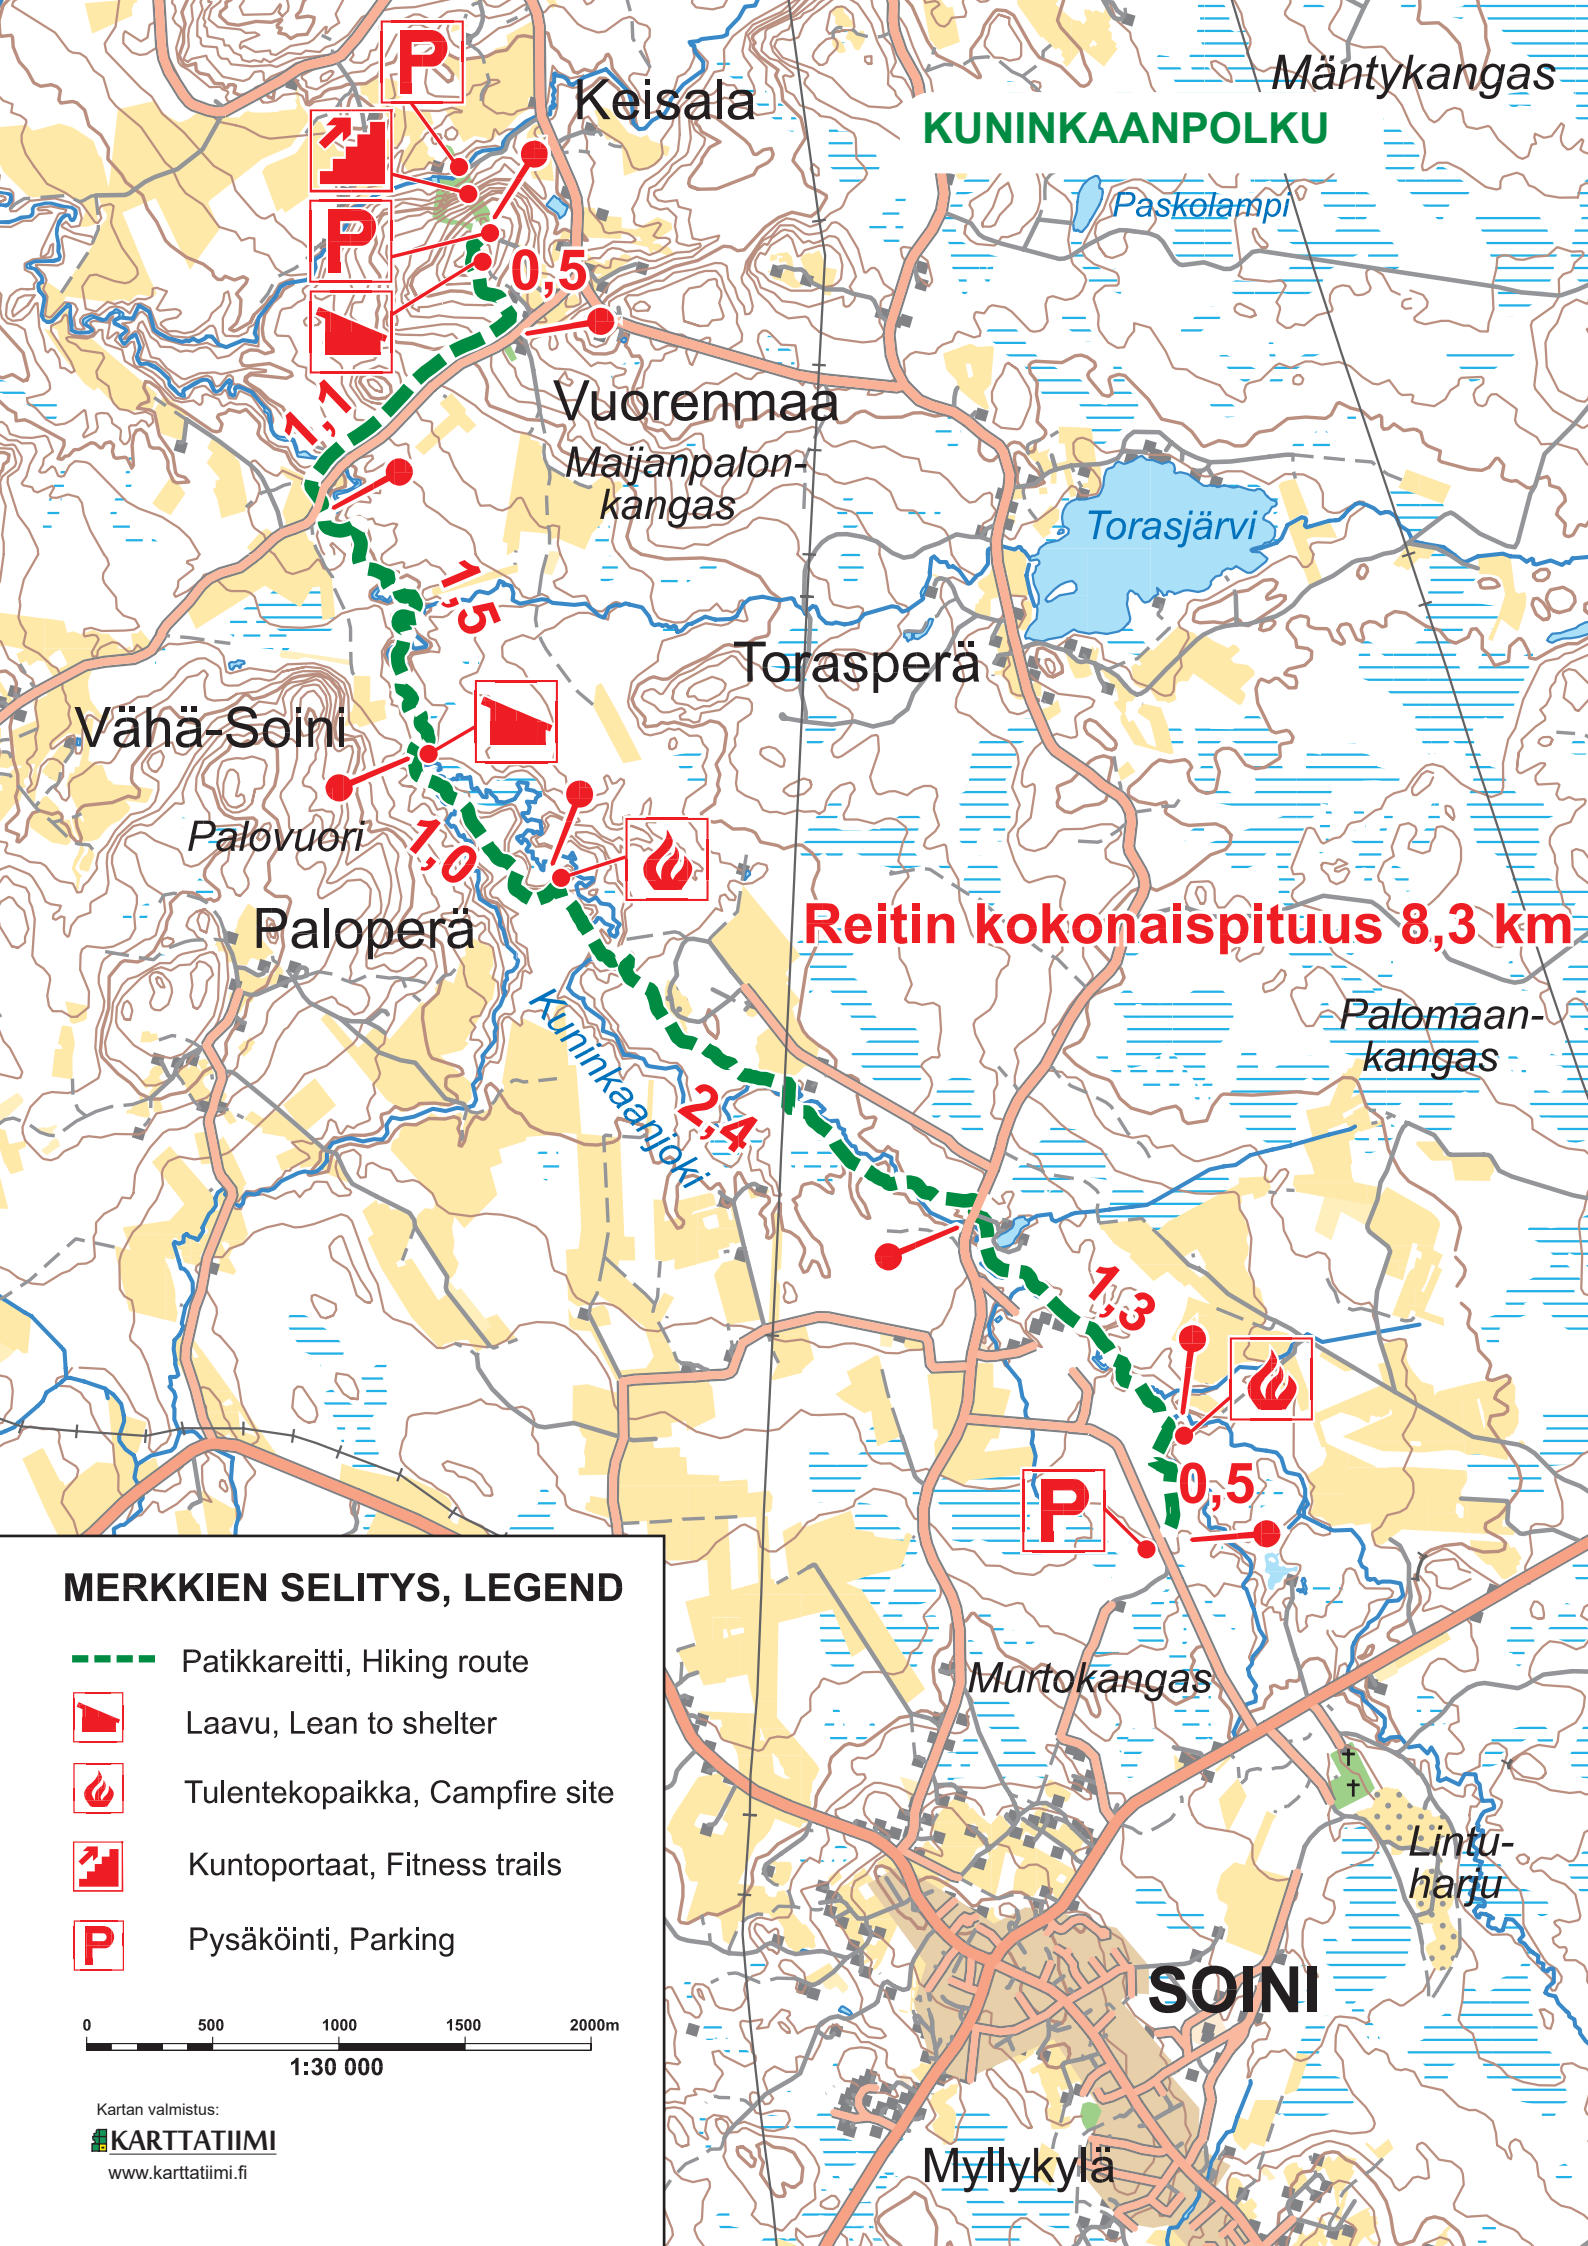 P
Keisala
Mäntykangas
KUNINKAANPOLKU
Paskolampi
P
0,5
1,1
Vuorenmaa
Maijanpalon-
kangas
Torasjärvi
1,5
Torasperä
Vähä-Soini
Palovuori
1,0
Paloperä
Reitin kokonaispituus 8,3 km
Kuninkaanjoki
Palomaan-
kangas
2,4
1,3
0,5
P
Murtokangas
Lintu-
harju
SOINI
Myllykylä
MERKKIEN SELITYS, LEGEND
Patikkareitti, Hiking route
Laavu, Lean to shelter
Tulentekopaikka, Campfire site
Kuntoportaat, Fitness trails
P Pysäköinti, Parking
0 500 1000 1500 2000m
1:30 000
Kartan valmistus:
KARTTATIIMI
www.karttatiimi.fi